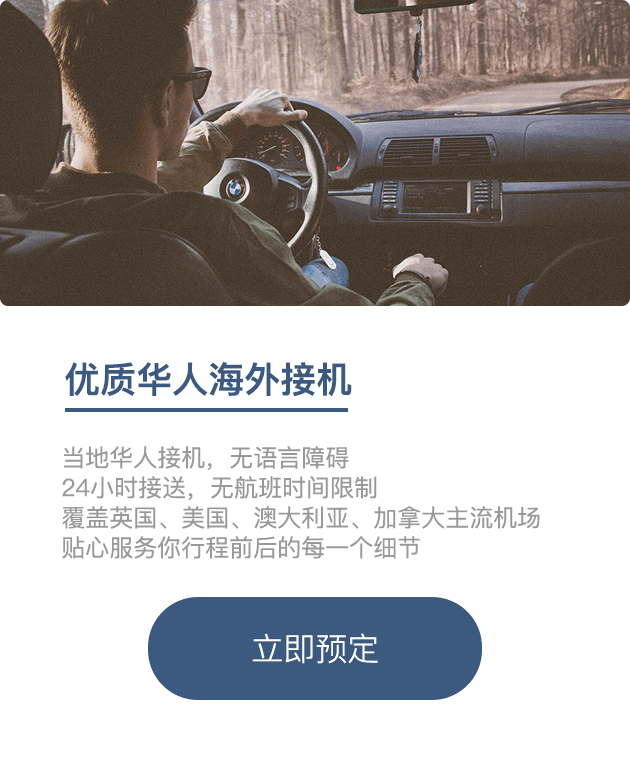 优质华人海外接机
当地华人接机，无语言障碍
24小时接送，无航班时间限制
覆盖英国、美国、澳大利亚、加拿大主流机场
贴心服务你行程前后的每一个细节
立即预定